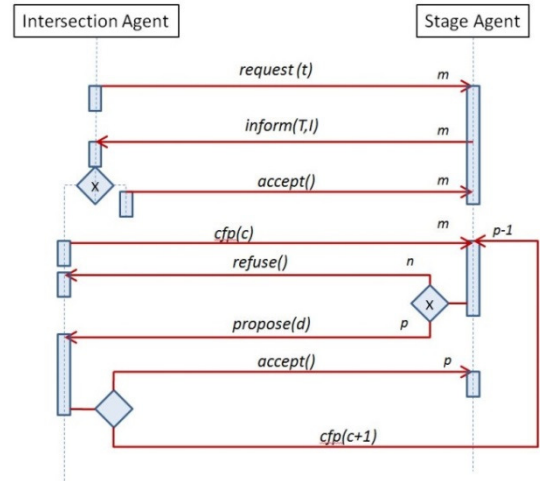 Intersection Agent
Stage Agent
request (t)
m
inform(T,I)
m
X
accept()
m
cfp(c)
m
p-1
refuse()
n
X
propose(d)
p
accept()
p
cfp(c+1)